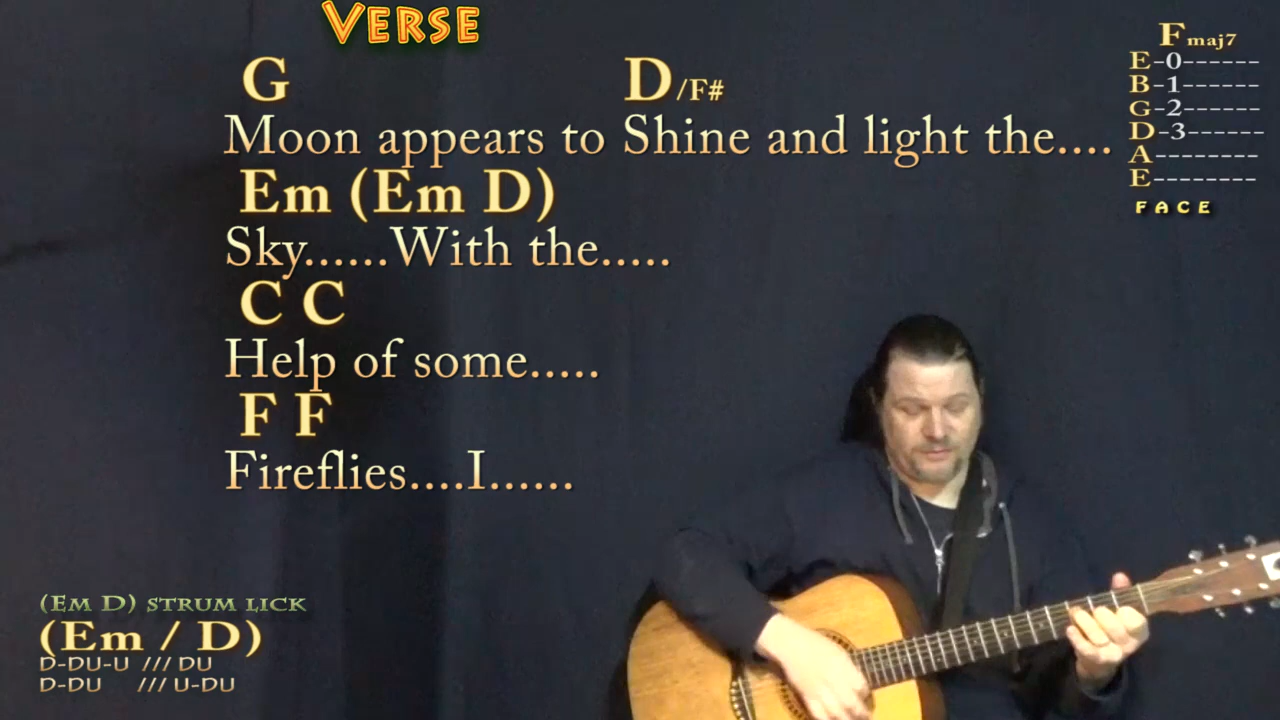 VERSE
G D/F#
Moon appears to Shine and light the....
Em (Em D)
Sky......With the.....
C C
Help of some.....
F F
Fireflies....I......
Fmaj7
E-0------
B-1------
G-2------
D-3------
A--------
E--------
FACE
(EM D) STRUM LICK
(Em / D)
D-DU-U /// DU
D-DU /// U-DU